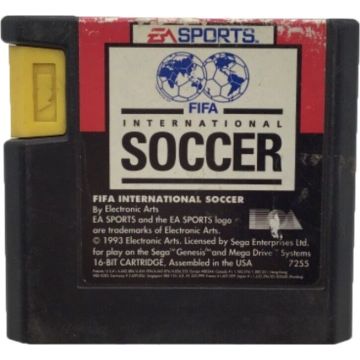 EA SPORTS™
FIFA
INTERNATIONAL
SOCCER
FIFA INTERNATIONAL SOCCER
By Electronic Arts
EA SPORTS and the EA SPORTS logo
are trademarks of Electronic Arts.
© 1993 Electronic Arts. Licensed by Sega Enterprises Ltd.
for play on the Sega™ Genesis™ and Mega Drive™ Systems
16-BIT CARTRIDGE, Assembled in the USA 7255